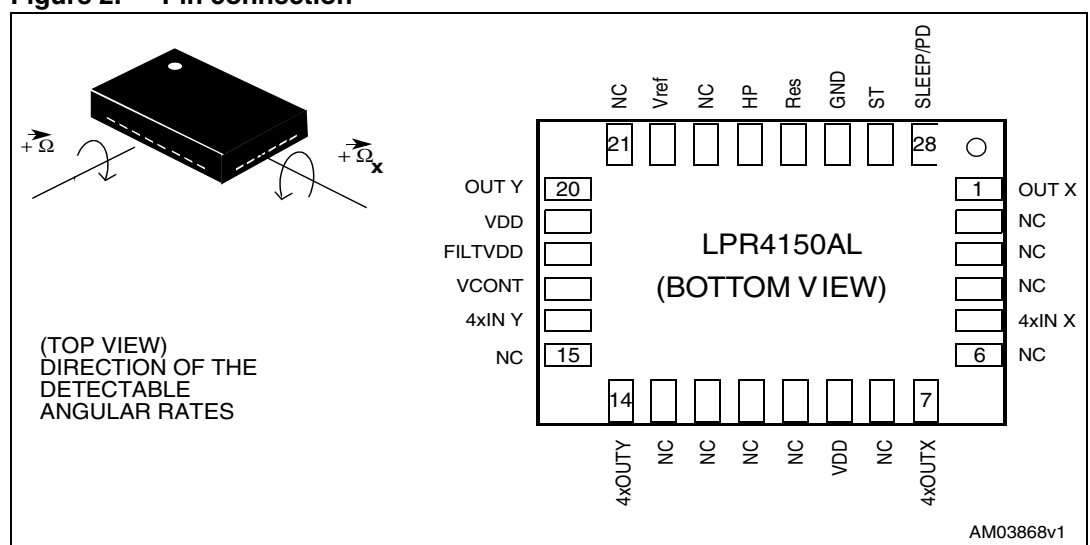 Figure 2. Pin connection
+Ω
+Ωx
(TOP VIEW)
DIRECTION OF THE
DETECTABLE
ANGULAR RATES
NC
Vref
NC
HP
Res
GND
ST
SLEEP/PD
21
28
OUT Y
20
VDD
FILTVDD
VCONT
4xIN Y
NC
15
LPR4150AL
(BOTTOM VIEW)
1
OUT X
NC
NC
NC
4xIN X
6
NC
14
7
4xOUTY
NC
NC
NC
NC
VDD
NC
4xOUTX
AM03868v1